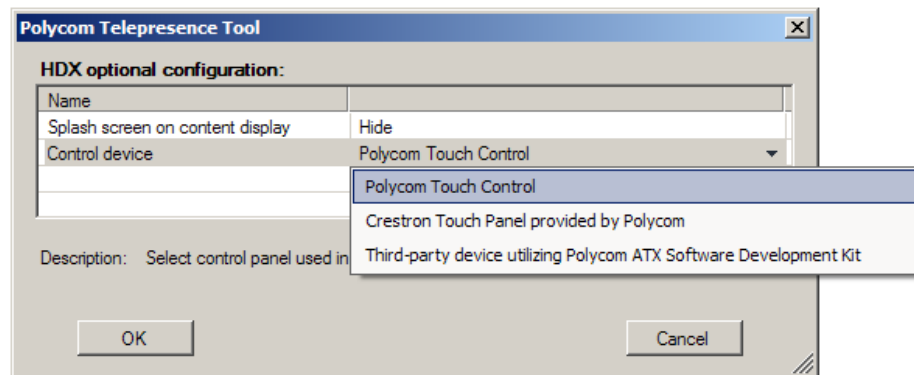 Polycom Telepresence Tool
HDX optional configuration:
Name
Splash screen on content display Hide
Control device Polycom Touch Control
Polycom Touch Control
Crestron Touch Panel provided by Polycom
Description: Select control panel used in
Third-party device utilizing Polycom ATX Software Development Kit
OK Cancel